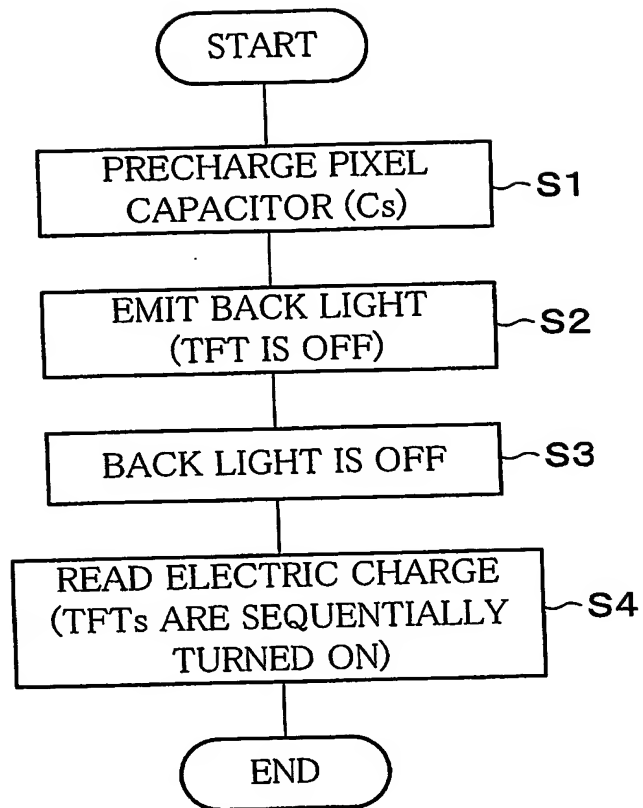 START
PRECHARGE PIXEL
CAPACITOR (Cs)
S1
EMIT BACK LIGHT
(TFT IS OFF)
S2
BACK LIGHT IS OFF
S3
READ ELECTRIC CHARGE
(TFTs ARE SEQUENTIALLY
TURNED ON)
S4
END